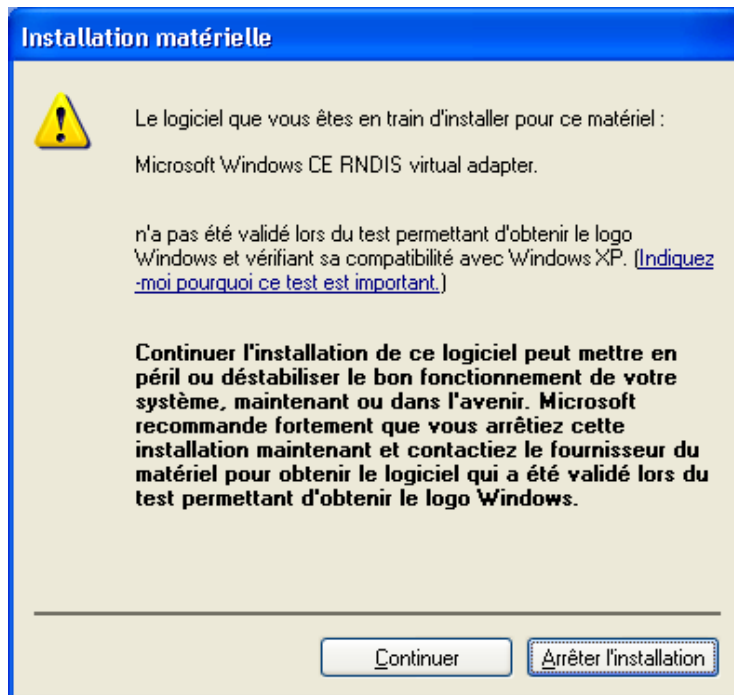 Installation matérielle
Le logiciel que vous êtes en train d'installer pour ce matériel :
Microsoft Windows CE RNDIS virtual adapter.
n'a pas été validé lors du test permettant d'obtenir le logo
Windows et vérifiant sa compatibilité avec Windows XP. (Indiquez
-moi pourquoi ce test est important.)
Continuer l'installation de ce logiciel peut mettre en
péril ou déstabiliser le bon fonctionnement de votre
système, maintenant ou dans l'avenir. Microsoft
recommande fortement que vous arrêtiez cette
installation maintenant et contactiez le fournisseur du
matériel pour obtenir le logiciel qui a été validé lors du
test permettant d'obtenir le logo Windows.
Continuer
Arrêter l'installation